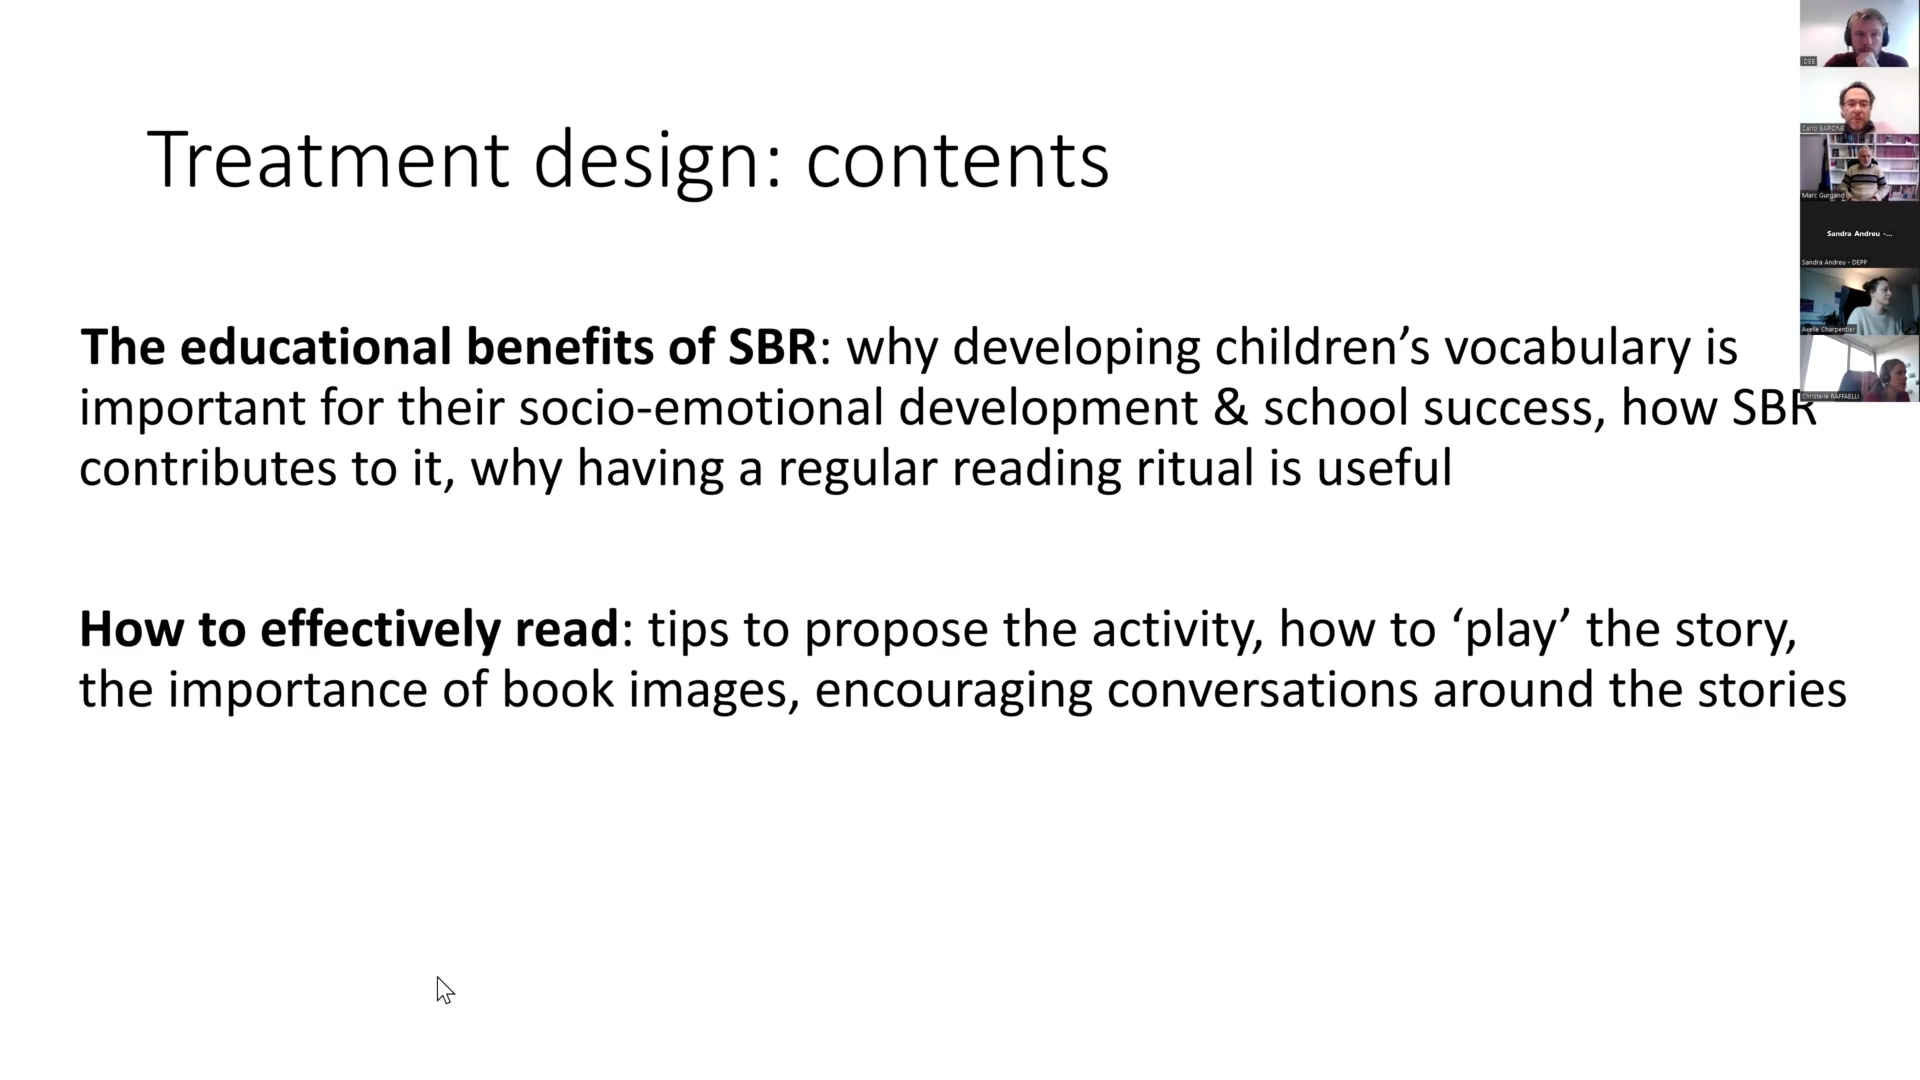 Treatment design: contents
The educational benefits of SBR: why developing children’s vocabulary is
important for their socio-emotional development & school success, how SBR
contributes to it, why having a regular reading ritual is useful
How to effectively read: tips to propose the activity, how to ‘play’ the story,
the importance of book images, encouraging conversations around the stories
IDEE
Carlo BARONE
Marc Gurgand
Sandra Andreu -...
Sandra Andreu - DEPP
Axelle Charpentier
Christelle RAFFAELLI